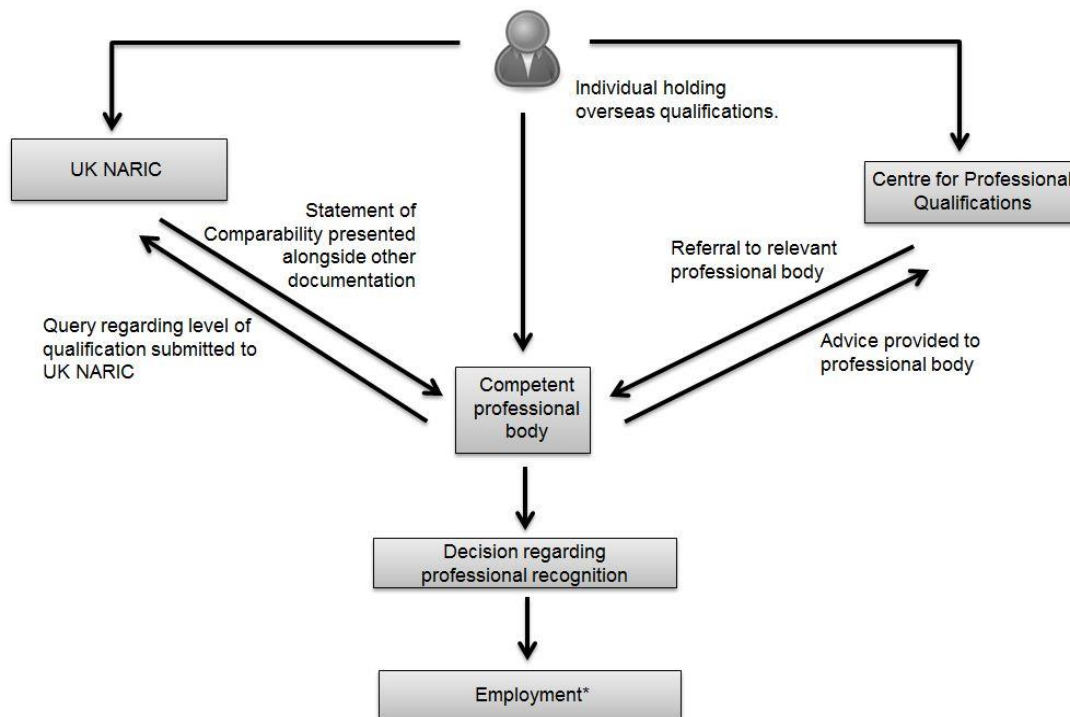 Individual holding
overseas qualifications.
UK NARIC
Centre for Professional
Qualifications
Statement of
Comparability presented
alongside other
documentation
Referral to relevant
professional body
Query regarding level of
qualification submitted to
UK NARIC
Advice provided to
professional body
Competent
professional
body
Decision regarding
professional recognition
Employment*